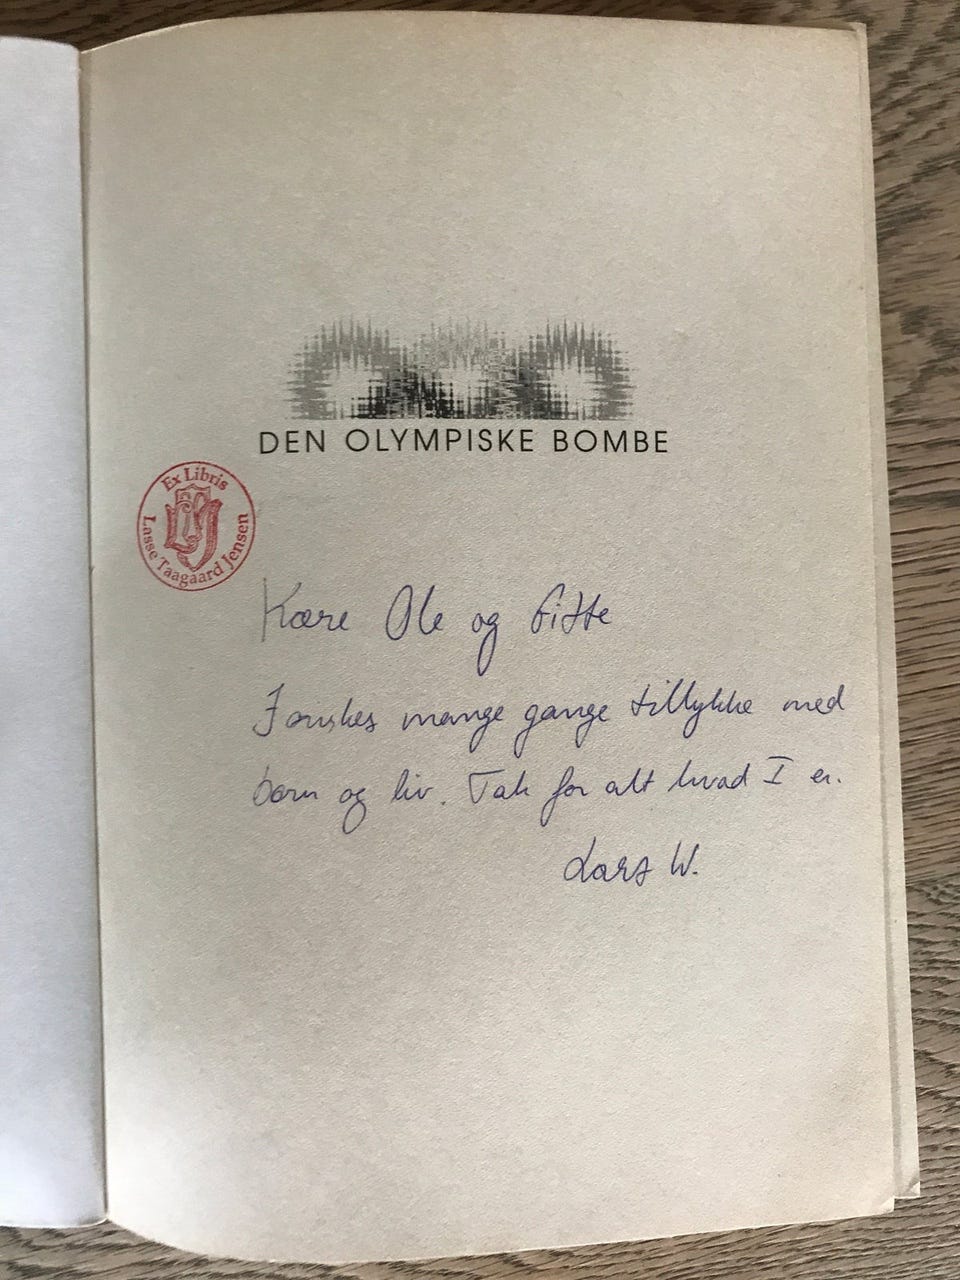 DEN OLYMPISKE BOMBE
Ex Libris
LTJ
Lasse Taagaard Jensen
Kære Ole og Gitte
I ønskes mange gange tillykke med
børn og liv. Tak for alt hvad I er.
Lars W.